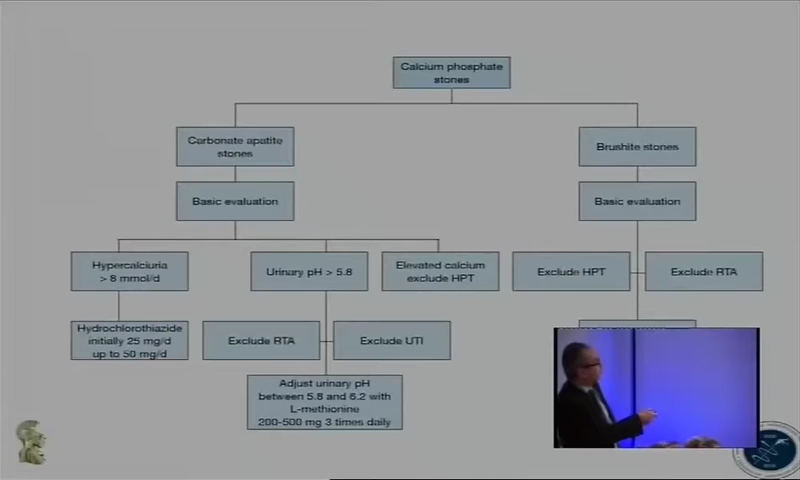 Calcium phosphate
stones
Carbonate apatite
stones
Brushite stones
Basic evaluation
Basic evaluation
Hypercalciuria
> 8 mmol/d
Urinary pH > 5.8
Elevated calcium
exclude HPT
Exclude HPT
Exclude RTA
Hydrochlorothiazide
initially 25 mg/d
up to 50 mg/d
Exclude RTA
Exclude UTI
Adjust urinary pH
between 5.8 and 6.2 with
L-methionine
200-500 mg 3 times daily